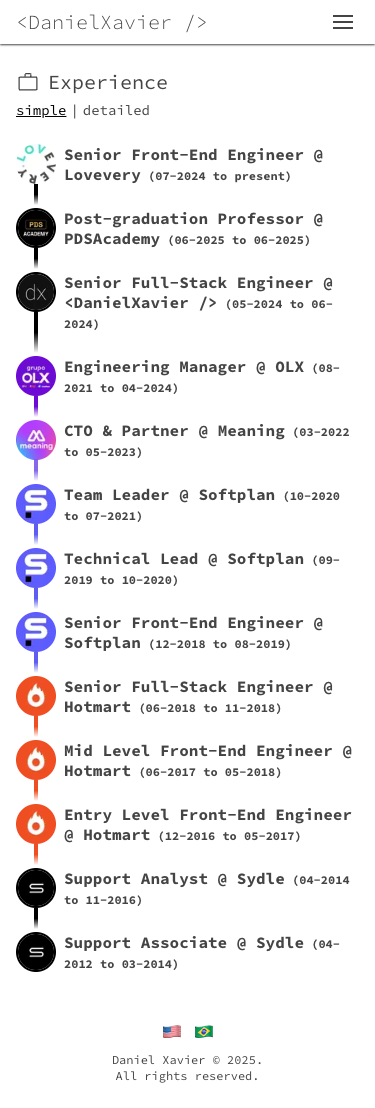 <DanielXavier />
Experience
simple | detailed
LOVEVERY
Senior Front-End Engineer @
Lovevery (07-2024 to present)
PDS
ACADEMY
Post-graduation Professor @
PDSAcademy (06-2025 to 06-2025)
dx
Senior Full-Stack Engineer @
<DanielXavier /> (05-2024 to 06-
2024)
grupo
OLX
Engineering Manager @ OLX (08-
2021 to 04-2024)
meaning
CTO & Partner @ Meaning (03-2022
to 05-2023)
S
Team Leader @ Softplan (10-2020
to 07-2021)
S
Technical Lead @ Softplan (09-
2019 to 10-2020)
S
Senior Front-End Engineer @
Softplan (12-2018 to 08-2019)
Senior Full-Stack Engineer @
Hotmart (06-2018 to 11-2018)
Mid Level Front-End Engineer @
Hotmart (06-2017 to 05-2018)
Entry Level Front-End Engineer
@ Hotmart (12-2016 to 05-2017)
S
Support Analyst @ Sydle (04-2014
to 11-2016)
S
Support Associate @ Sydle (04-
2012 to 03-2014)
Daniel Xavier © 2025.
All rights reserved.